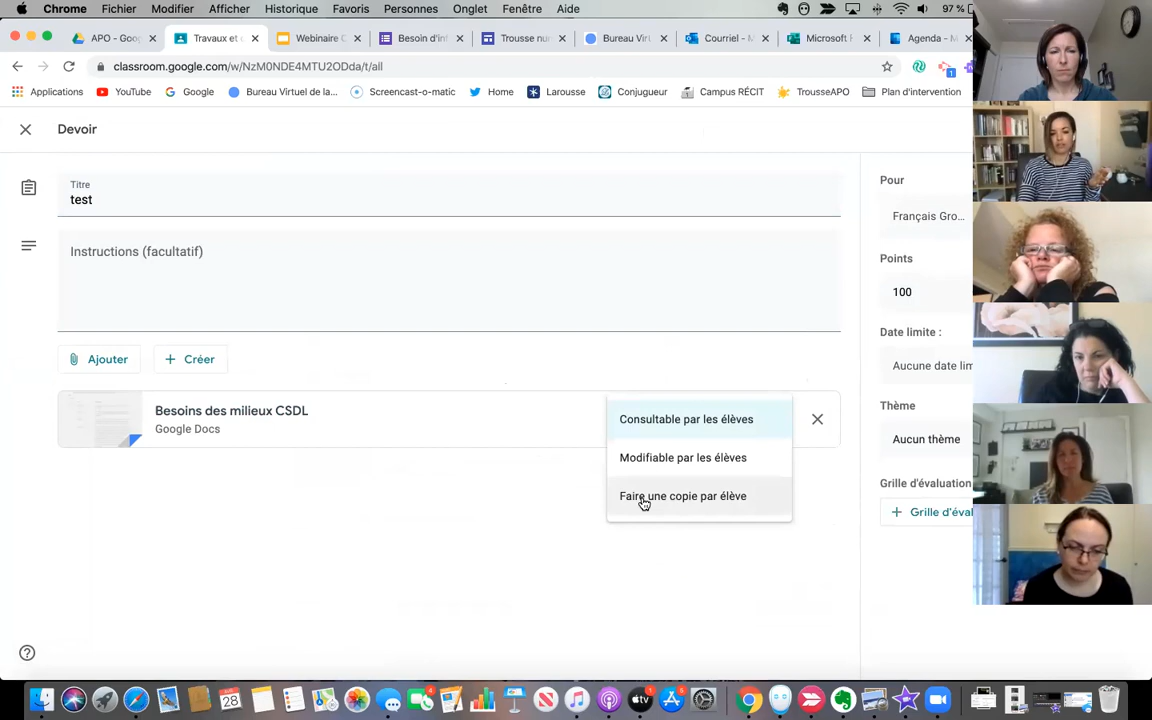 Chrome Fichier Modifier Afficher Historique Favoris Personnes Onglet Fenêtre Aide 97 %
APO - Goo Travaux et Webinaire C Besoin d'in Trousse nu Bureau Virt Courriel - M Microsoft F Agenda - M
classroom.google.com/w/NzM0NDE4MTU2ODda/t/all
Applications YouTube Google Bureau Virtuel de la... Screencast-o-matic Home Larousse Conjugueur Campus RÉCIT TrousseAPO Plan d'intervention
Devoir
Titre
test
Instructions (facultatif)
Ajouter Créer
Besoins des milieux CSDL
Google Docs
Consultable par les élèves
Modifiable par les élèves
Faire une copie par élève
Pour
Français Gro...
Points
100
Date limite :
Aucune date lim
Thème
Aucun thème
Grille d'évaluation
Grille d'éval
28